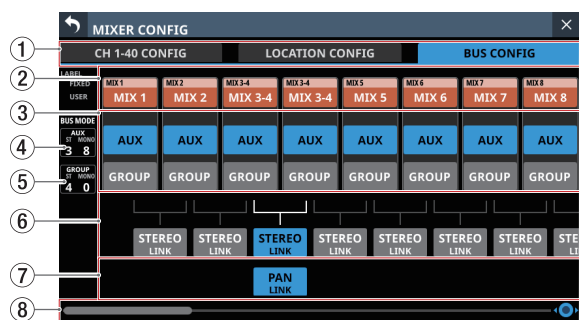 MIXER CONFIG
×
1
CH 1-40 CONFIG LOCATION CONFIG BUS CONFIG
2
LABEL
FIXED
USER
MIX 1 MIX 2 MIX 3-4 MIX 3-4 MIX 5 MIX 6 MIX 7 MIX 8
MIX 1 MIX 2 MIX 3-4 MIX 3-4 MIX 5 MIX 6 MIX 7 MIX 8
3
BUS MODE
4
AUX
ST MONO
3 8
AUX AUX AUX AUX AUX AUX AUX AUX
5
GROUP
ST MONO
4 0
GROUP GROUP GROUP GROUP GROUP GROUP GROUP GROUP
6
STEREO STEREO STEREO STEREO STEREO STEREO STEREO STE
LINK LINK LINK LINK LINK LINK LINK
7
PAN
LINK
8